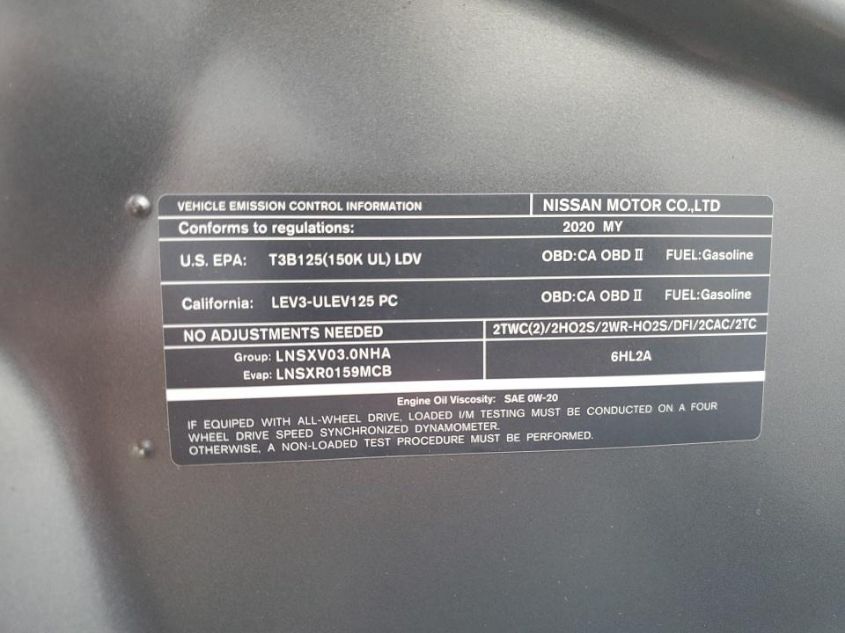 VEHICLE EMISSION CONTROL INFORMATION NISSAN MOTOR CO.,LTD
Conforms to regulations: 2020 MY
U.S. EPA: T3B125(150K UL) LDV OBD:CA OBD II FUEL:Gasoline
California: LEV3-ULEV125 PC OBD:CA OBD II FUEL:Gasoline
NO ADJUSTMENTS NEEDED 2TWC(2)/2HO2S/2WR-HO2S/DFI/2CAC/2TC
Group: LNSXV03.0NHA 6HL2A
Evap: LNSXR0159MCB
Engine Oil Viscosity: SAE 0W-20
IF EQUIPED WITH ALL-WHEEL DRIVE, LOADED I/M TESTING MUST BE CONDUCTED ON A FOUR
WHEEL DRIVE SPEED SYNCHRONIZED DYNAMOMETER.
OTHERWISE, A NON-LOADED TEST PROCEDURE MUST BE PERFORMED.